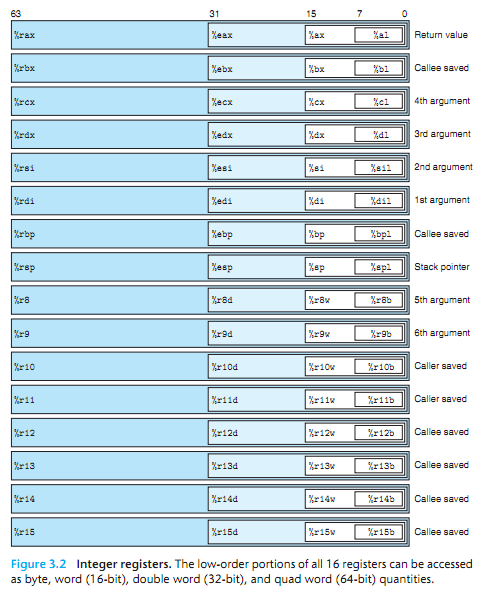 63 31 15 7 0
%rax %eax %ax %al Return value
%rbx %ebx %bx %bl Callee saved
%rcx %ecx %cx %cl 4th argument
%rdx %edx %dx %dl 3rd argument
%rsi %esi %si %sil 2nd argument
%rdi %edi %di %dil 1st argument
%rbp %ebp %bp %bpl Callee saved
%rsp %esp %sp %spl Stack pointer
%r8 %r8d %r8w %r8b 5th argument
%r9 %r9d %r9w %r9b 6th argument
%r10 %r10d %r10w %r10b Caller saved
%r11 %r11d %r11w %r11b Caller saved
%r12 %r12d %r12w %r12b Callee saved
%r13 %r13d %r13w %r13b Callee saved
%r14 %r14d %r14w %r14b Callee saved
%r15 %r15d %r15w %r15b Callee saved
Figure 3.2 Integer registers. The low-order portions of all 16 registers can be accessed
as byte, word (16-bit), double word (32-bit), and quad word (64-bit) quantities.